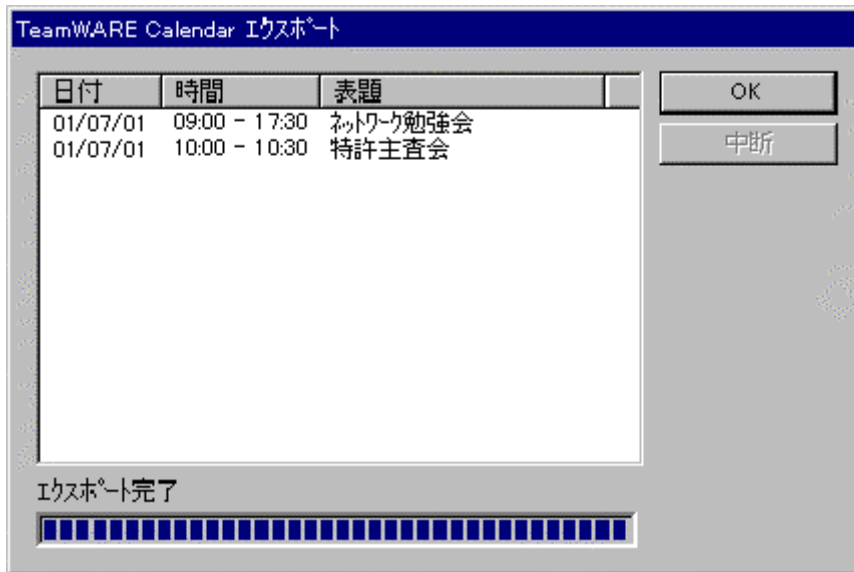 TeamWARE Calendar ｴｸｽﾎﾟｰﾄ
日付 時間 表題
01/07/01 09:00 - 17:30 ﾈｯﾄﾜｰｸ勉強会
01/07/01 10:00 - 10:30 特許主査会
OK
中断
ｴｸｽﾎﾟｰﾄ完了